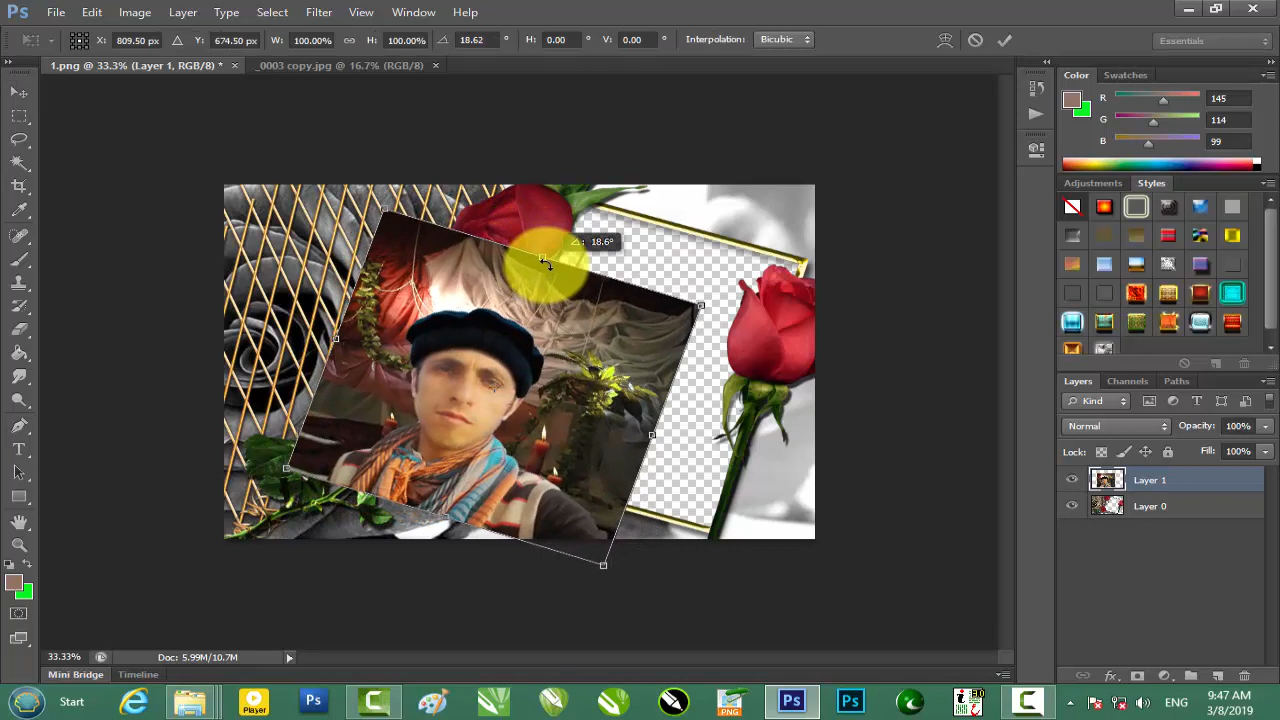 Ps File Edit Image Layer Type Select Filter View Window Help
X: 809.50 px Y: 674.50 px W: 100.00% H: 100.00% 18.62 ° H: 0.00 ° V: 0.00 ° Interpolation: Bicubic Essentials
1.png @ 33.3% (Layer 1, RGB/8) * × _0003 copy.jpg @ 16.7% (RGB/8) ×
Color Swatches
R 145
G 114
B 99
Adjustments Styles
18.6°
Layers Channels Paths
Kind
Normal Opacity: 100%
Lock: Fill: 100%
Layer 1
Layer 0
33.33% Doc: 5.99M/10.7M
Mini Bridge Timeline
Start Player Ps PNG Ps Ps ENG 9:47 AM
3/8/2019